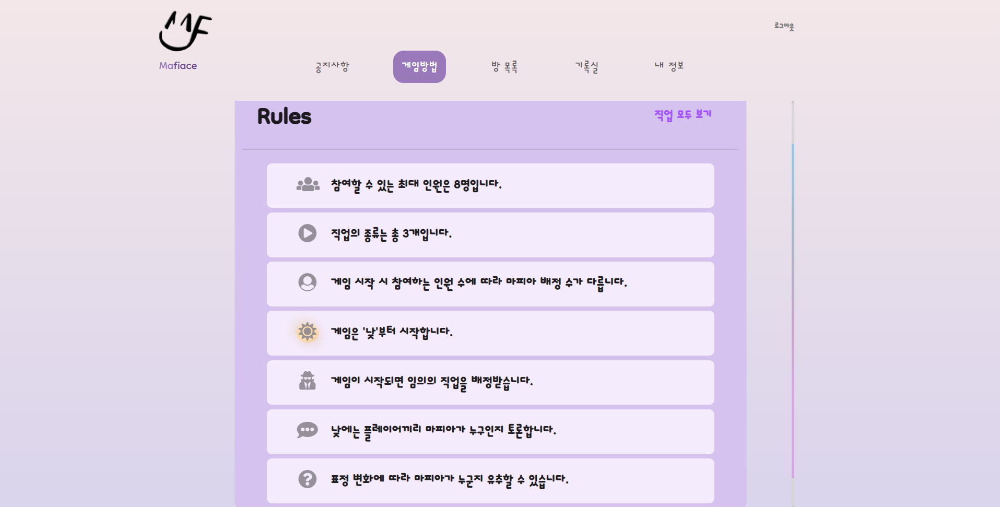 MF
로그아웃
Mafiace
공지사항
게임방법
방 목록
기록실
내 정보
Rules
직업 모두 보기
참여할 수 있는 최대 인원은 8명입니다.
직업의 종류는 총 3개입니다.
게임 시작 시 참여하는 인원 수에 따라 마피아 배정 수가 다릅니다.
게임은 '낮'부터 시작합니다.
게임이 시작되면 임의의 직업을 배정받습니다.
낮에는 플레이어끼리 마피아가 누구인지 토론합니다.
표정 변화에 따라 마피아가 누군지 유추할 수 있습니다.